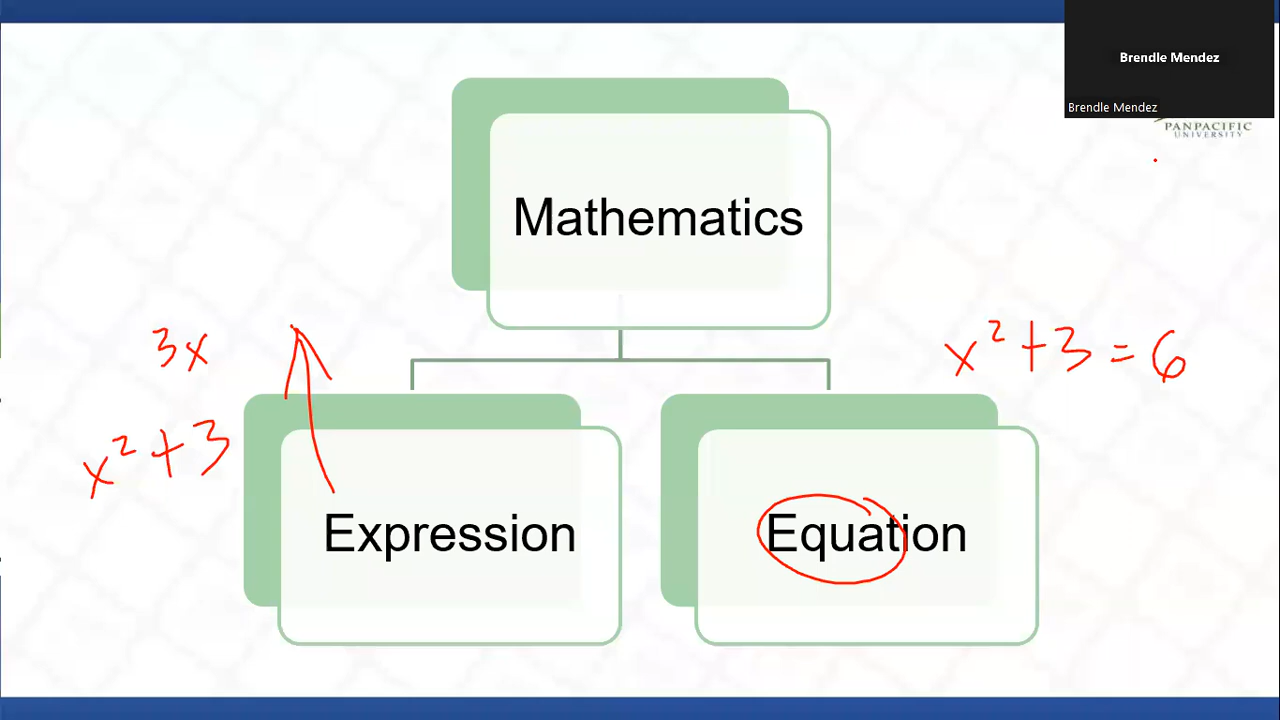 Brendle Mendez
Brendle Mendez
PANPACIFIC
UNIVERSITY
Mathematics
3x
x² + 3 = 6
x² + 3
Expression
Equation